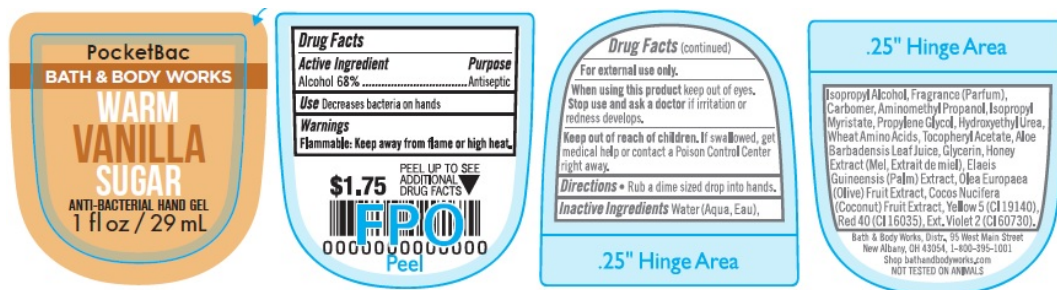 PocketBac
BATH & BODY WORKS
WARM
VANILLA
SUGAR
ANTI-BACTERIAL HAND GEL
1 fl oz / 29 mL
Drug Facts
Active Ingredient Purpose
Alcohol 68% ........................................Antiseptic
Use Decreases bacteria on hands
Warnings
Flammable: Keep away from flame or high heat.
PEEL UP TO SEE
ADDITIONAL
DRUG FACTS
$1.75
FPO
00000000000000
Peel
Drug Facts (continued)
For external use only.
When using this product keep out of eyes.
Stop use and ask a doctor if irritation or
redness develops.
Keep out of reach of children. If swallowed, get
medical help or contact a Poison Control Center
right away.
Directions • Rub a dime sized drop into hands.
Inactive Ingredients Water (Aqua, Eau),
.25" Hinge Area
.25" Hinge Area
Isopropyl Alcohol, Fragrance (Parfum),
Carbomer, Aminomethyl Propanol, Isopropyl
Myristate, Propylene Glycol, Hydroxyethyl Urea,
Wheat Amino Acids, Tocopheryl Acetate, Aloe
Barbadensis Leaf Juice, Glycerin, Honey
Extract (Mel, Extrait de miel), Elaeis
Guineensis (Palm) Extract, Olea Europaea
(Olive) Fruit Extract, Cocos Nucifera
(Coconut) Fruit Extract, Yellow 5 (CI 19140),
Red 40 (CI 16035), Ext. Violet 2 (CI 60730).
Bath & Body Works, Distr., 95 West Main Street
New Albany, OH 43054, 1-800-395-1001
Shop bathandbodyworks.com
NOT TESTED ON ANIMALS